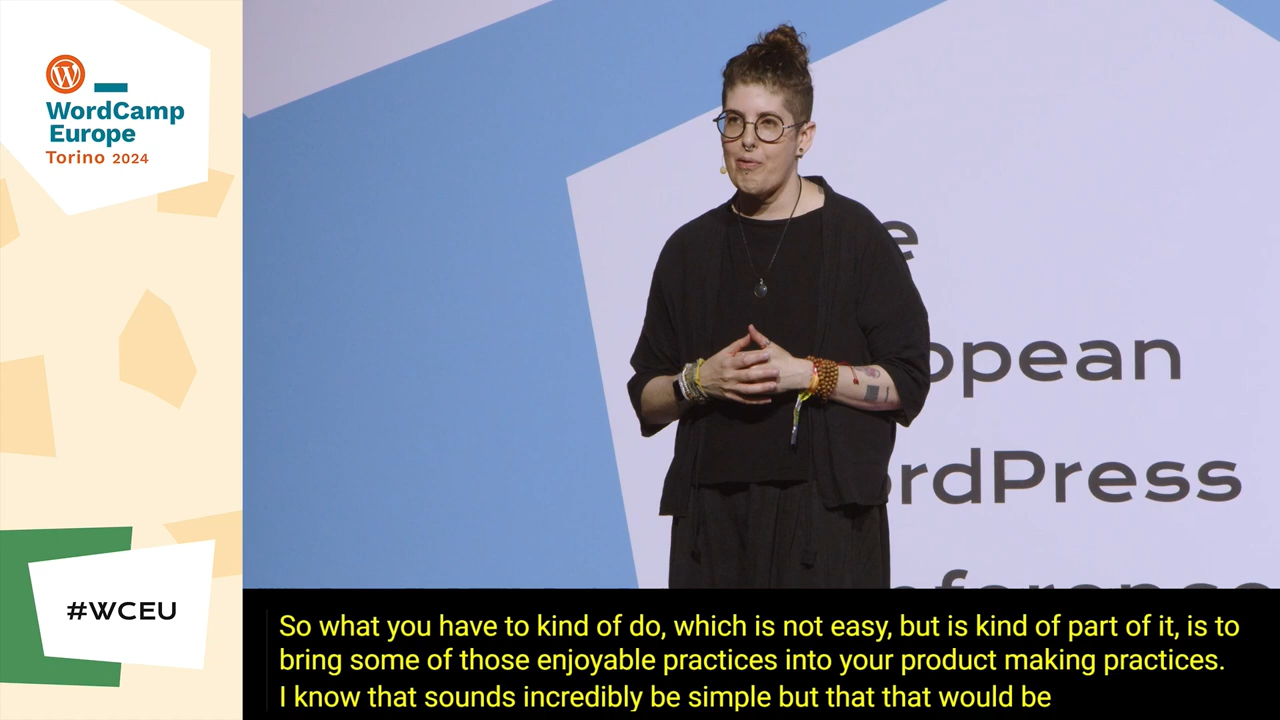 WordCamp
Europe
Torino 2024
#WCEU
e
opean
ordPress
onference
So what you have to kind of do, which is not easy, but is kind of part of it, is to
bring some of those enjoyable practices into your product making practices.
I know that sounds incredibly be simple but that that would be